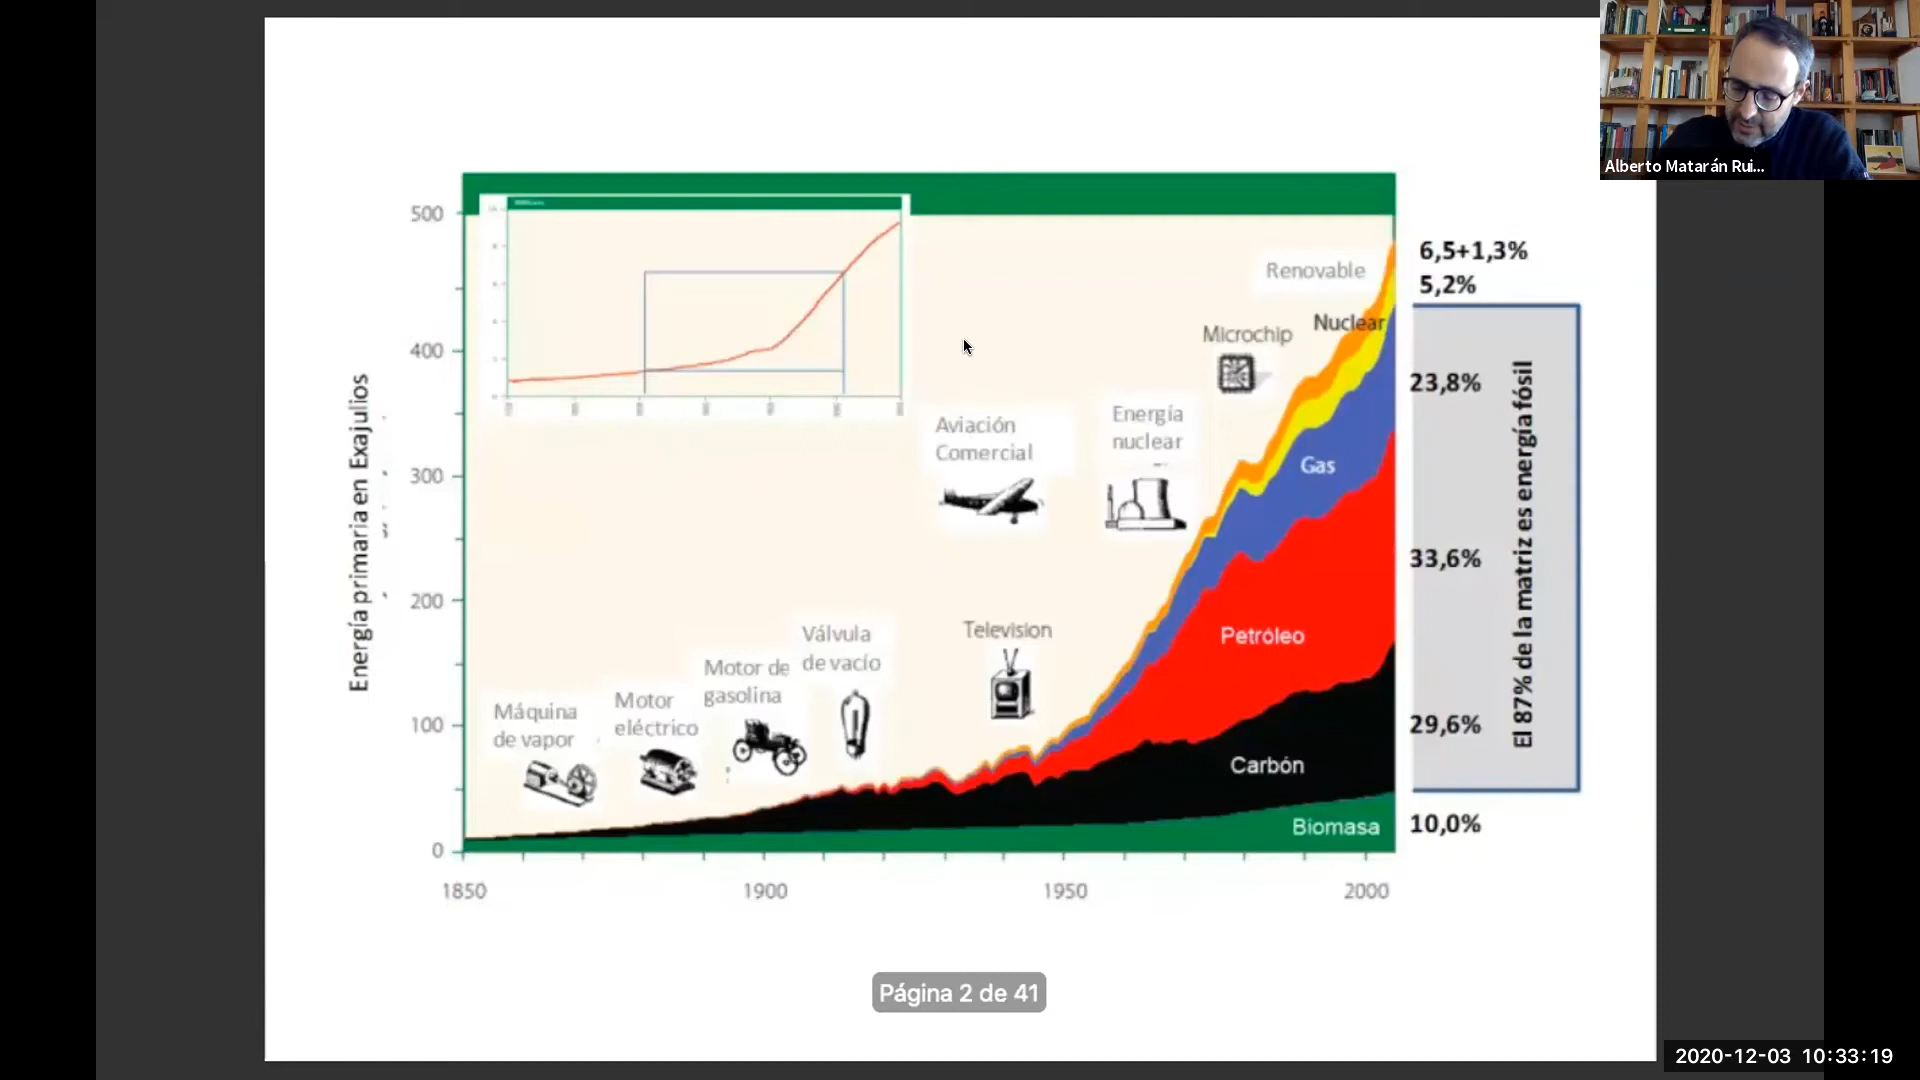 Alberto Matarán Rui...
Energía primaria en Exajulios
500
400
300
200
100
0
1850
1900
1950
2000
Máquina
de vapor
Motor
eléctrico
Motor de
gasolina
Válvula
de vacío
Television
Aviación
Comercial
Energía
nuclear
Microchip
Renovable
Nuclear
Gas
Petróleo
Carbón
Biomasa
6,5+1,3%
5,2%
23,8%
33,6%
29,6%
10,0%
El 87% de la matriz es energía fósil
Página 2 de 41
2020-12-03 10:33:19